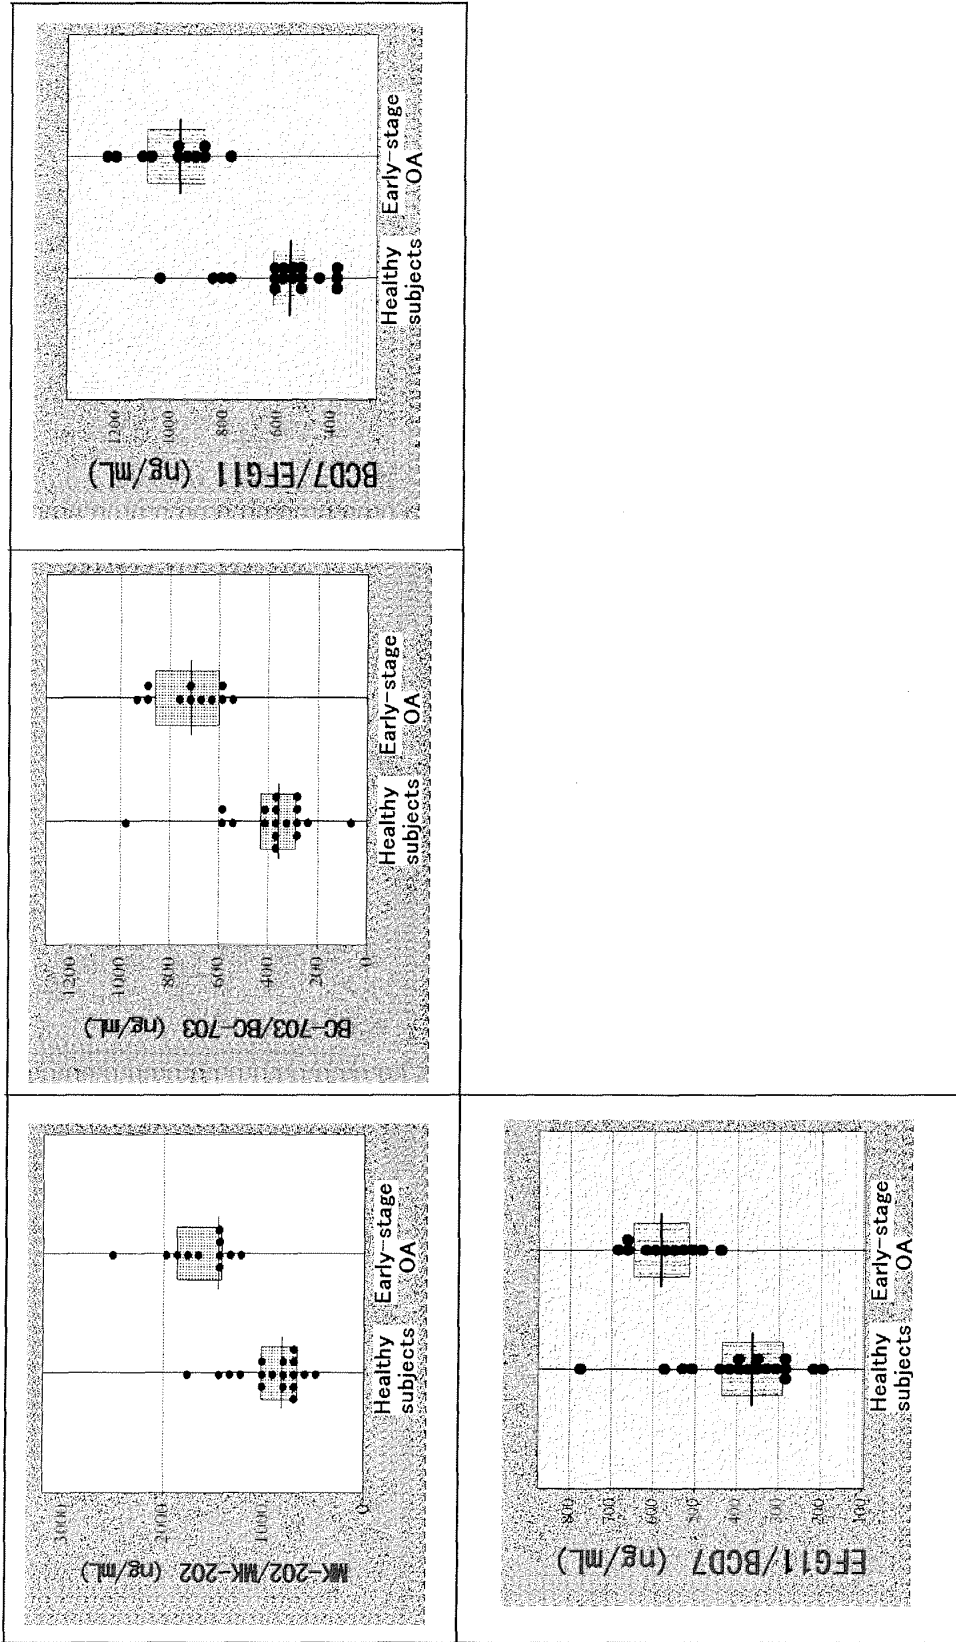 MK-202/MK-202 (ng/mL)
3000
2000
1000
0
Healthy
subjects
Early-stage
OA
BC-703/BC-703 (ng/mL)
1200
1000
800
600
400
200
0
Healthy
subjects
Early-stage
OA
BCD7/EFG11 (ng/mL)
1200
1000
800
600
400
Healthy
subjects
Early-stage
OA
EFG11/BCD7 (ng/mL)
800
700
600
500
400
300
200
100
Healthy
subjects
Early-stage
OA